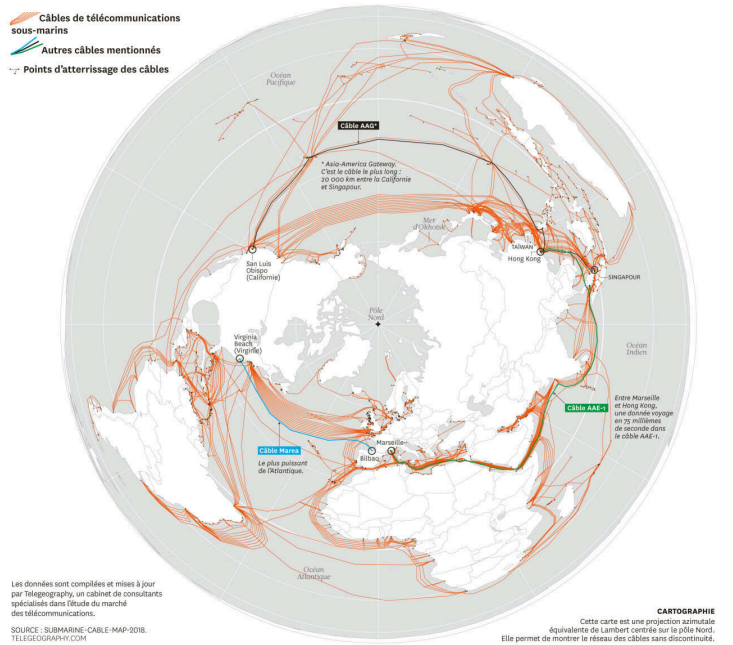 Câbles de télécommunications
sous-marins
Autres câbles mentionnés
Points d'atterrissage des câbles
Océan
Pacifique
Câble AAG*
* Asia-America Gateway.
C'est le câble le plus long :
20 000 km entre la Californie
et Singapour.
Mer
d'Okhotsk
TAÏWAN
Hong Kong
San Luis
Obispo
(Californie)
SINGAPOUR
Pôle
Nord
Océan
Indien
Virginia
Beach
(Virginie)
Entre Marseille
et Hong Kong,
une donnée voyage
en 75 millièmes
de seconde dans
le câble AAE-1.
Câble AAE-1
Câble Marea
Le plus puissant
de l'Atlantique.
Marseille
Bilbao
Océan
Atlantique
Les données sont compilées et mises à jour
par Telegeography, un cabinet de consultants
spécialisés dans l'étude du marché
des télécommunications.
SOURCE : SUBMARINE-CABLE-MAP-2018.
TELEGEOGRAPHY.COM
CARTOGRAPHIE
Cette carte est une projection azimutale
équivalente de Lambert centrée sur le pôle Nord.
Elle permet de montrer le réseau des câbles sans discontinuité.